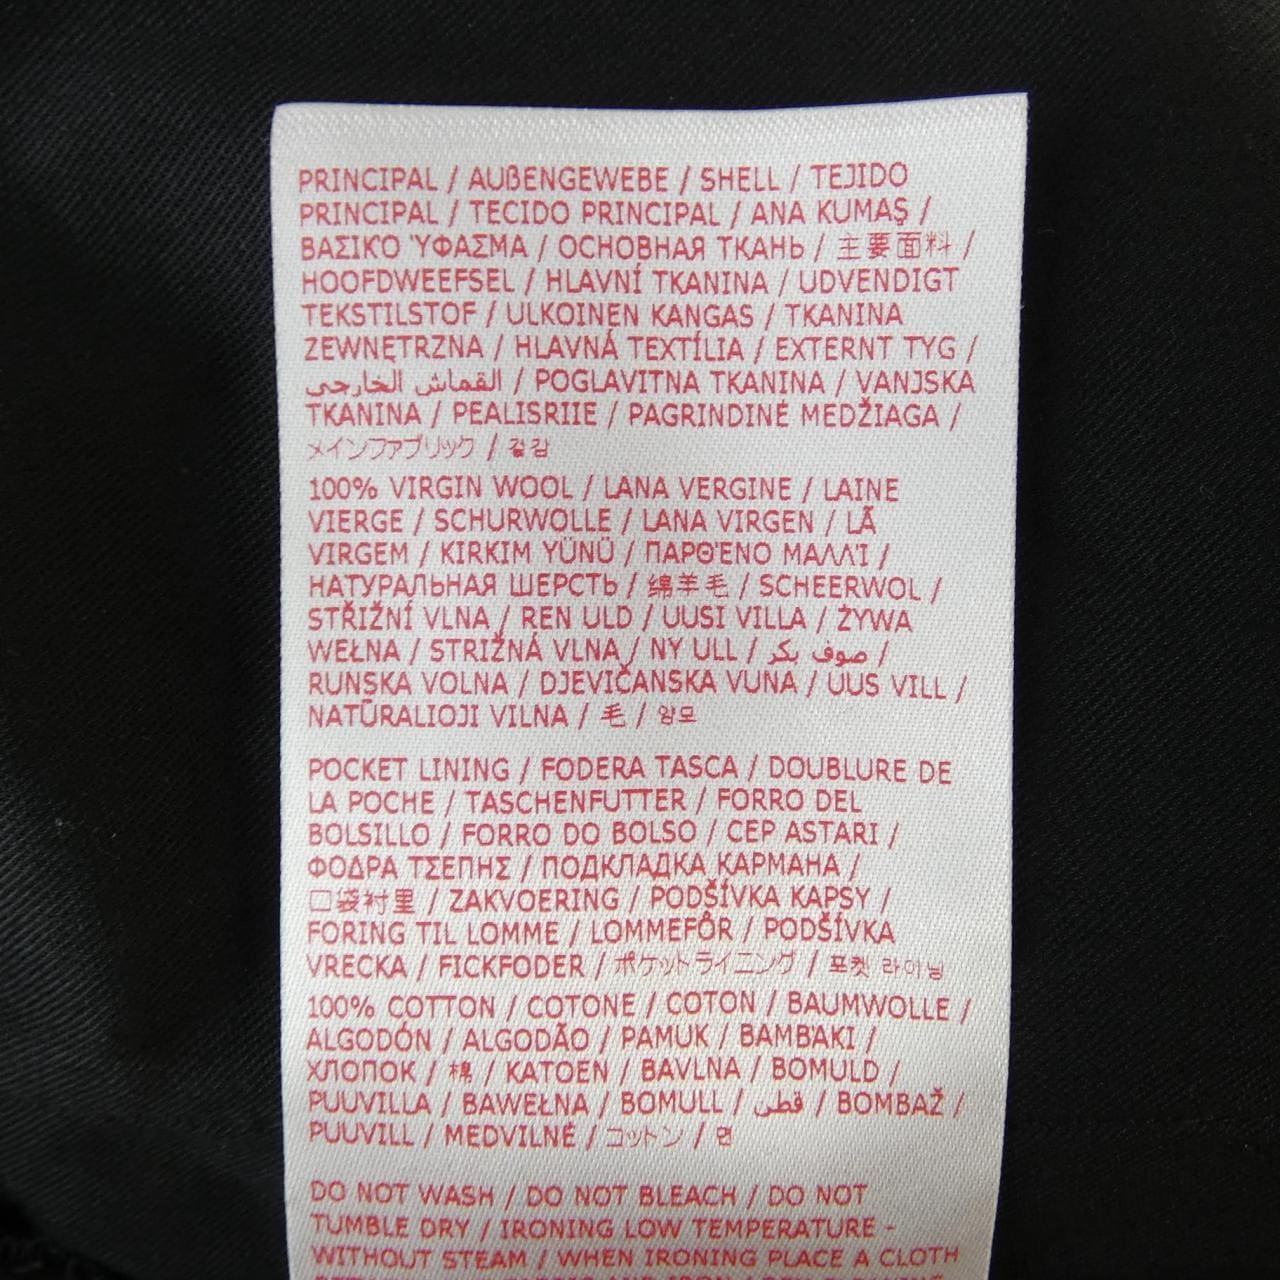 PRINCIPAL / AUßENGEWEBE / SHELL / TEJIDO
PRINCIPAL / TECIDO PRINCIPAL / ANA KUMAŞ /
ΒΑΣΙΚΌ ΎΦΑΣΜΑ / ОСНОВНАЯ ТКАНЬ / 主要面料 /
HOOFDWEEFSEL / HLAVNÍ TKANINA / UDVENDIGT
TEKSTILSTOF / ULKOINEN KANGAS / TKANINA
ZEWNĘTRZNA / HLAVNÁ TEXTÍLIA / EXTERNT TYG /
القماش الخارجي / POGLAVITNA TKANINA / VANJSKA
TKANINA / PEALISRIIE / PAGRINDINĖ MEDŽIAGA /
メインファブリック / 겉감
100% VIRGIN WOOL / LANA VERGINE / LAINE
VIERGE / SCHURWOLLE / LANA VIRGEN / LÃ
VIRGEM / KIRKIM YÜNÜ / ΠΑΡΘΈΝΟ ΜΑΛΛΊ /
НАТУРАЛЬНАЯ ШЕРСТЬ / 绵羊毛 / SCHEERWOL /
STŘIŽNÍ VLNA / REN ULD / UUSI VILLA / ŻYWA
WEŁNA / STRIŽNÁ VLNA / NY ULL / صوف بكر /
RUNSKA VOLNA / DJEVIČANSKA VUNA / UUS VILL /
NATŪRALIOJI VILNA / 毛 / 양모
POCKET LINING / FODERA TASCA / DOUBLURE DE
LA POCHE / TASCHENFUTTER / FORRO DEL
BOLSILLO / FORRO DO BOLSO / CEP ASTARI /
ΦΟΔΡΑ ΤΣΕΠΗΣ / ПОДКЛАДКА КАРМАНА /
口袋衬里 / ZAKVOERING / PODŠÍVKA KAPSY /
FORING TIL LOMME / LOMMEFÔR / PODŠÍVKA
VRECKA / FICKFODER / ポケットライニング / 포켓 라이닝
100% COTTON / COTONE / COTON / BAUMWOLLE /
ALGODÓN / ALGODÃO / PAMUK / ΒΑΜΒΆΚΙ /
ХЛОПОК / 棉 / KATOEN / BAVLNA / BOMULD /
PUUVILLA / BAWEŁNA / BOMULL / قطن / BOMBAŽ /
PUUVILL / MEDVILNĖ / コットン / 면
DO NOT WASH / DO NOT BLEACH / DO NOT
TUMBLE DRY / IRONING LOW TEMPERATURE -
WITHOUT STEAM / WHEN IRONING PLACE A CLOTH